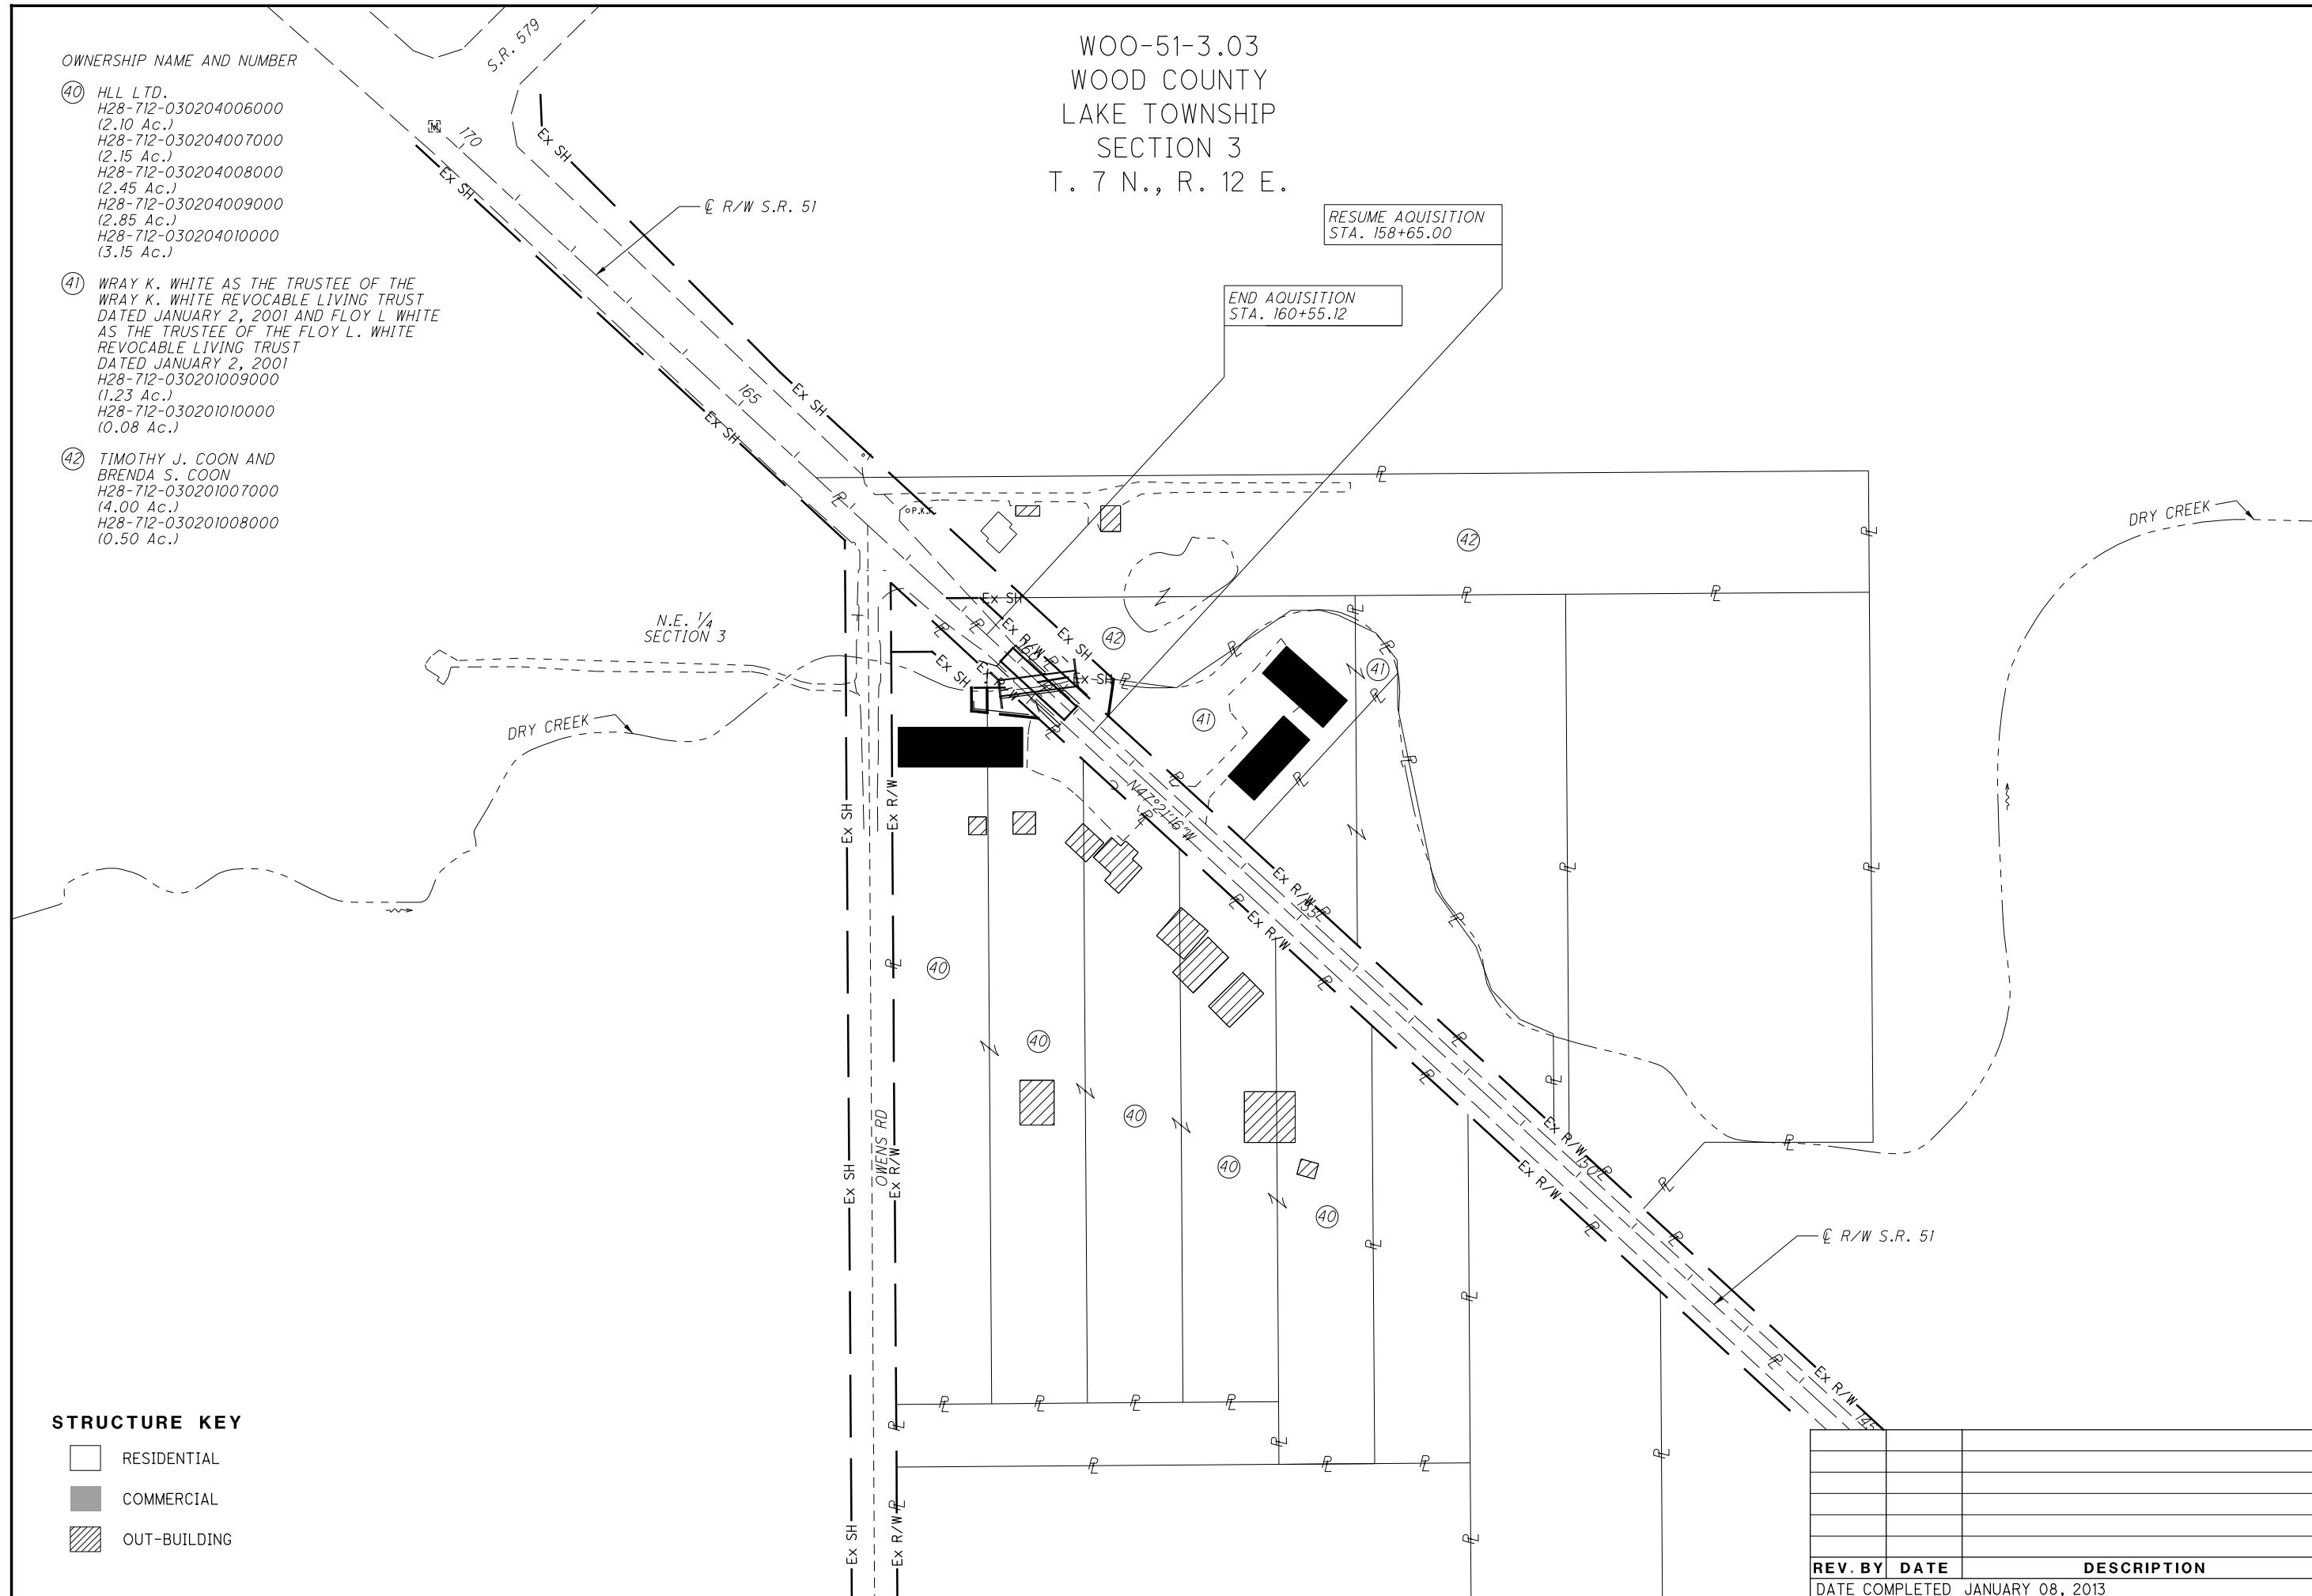 WOO-51-3.03
WOOD COUNTY
LAKE TOWNSHIP
SECTION 3
T. 7 N., R. 12 E.
OWNERSHIP NAME AND NUMBER
40 HLL LTD.
H28-712-030204006000
(2.10 Ac.)
H28-712-030204007000
(2.15 Ac.)
H28-712-030204008000
(2.45 Ac.)
H28-712-030204009000
(2.85 Ac.)
H28-712-030204010000
(3.15 Ac.)
41 WRAY K. WHITE AS THE TRUSTEE OF THE
WRAY K. WHITE REVOCABLE LIVING TRUST
DATED JANUARY 2, 2001 AND FLOY L WHITE
AS THE TRUSTEE OF THE FLOY L. WHITE
REVOCABLE LIVING TRUST
DATED JANUARY 2, 2001
H28-712-030201009000
(1.23 Ac.)
H28-712-030201010000
(0.08 Ac.)
42 TIMOTHY J. COON AND
BRENDA S. COON
H28-712-030201007000
(4.00 Ac.)
H28-712-030201008000
(0.50 Ac.)
S.R. 579
170
Ex SH
Ex SH
℄ R/W S.R. 51
RESUME AQUISITION
STA. 158+65.00
END AQUISITION
STA. 160+55.12
165
Ex SH
Ex SH
P.K.F.
42
DRY CREEK
N.E. 1/4
SECTION 3
Ex SH
Ex R/W
Ex SH
42
160
Ex SH
Ex R/W
Ex SH
41
41
DRY CREEK
N47°21'16"W
Ex SH
Ex R/W
Ex R/W
155
Ex R/W
40
40
40
40
40
OWENS RD
Ex SH
Ex R/W
Ex R/W
150
Ex R/W
℄ R/W S.R. 51
Ex R/W
145
Ex SH
Ex R/W
STRUCTURE KEY
RESIDENTIAL
COMMERCIAL
OUT-BUILDING
REV. BY DATE DESCRIPTION
DATE COMPLETED JANUARY 08, 2013